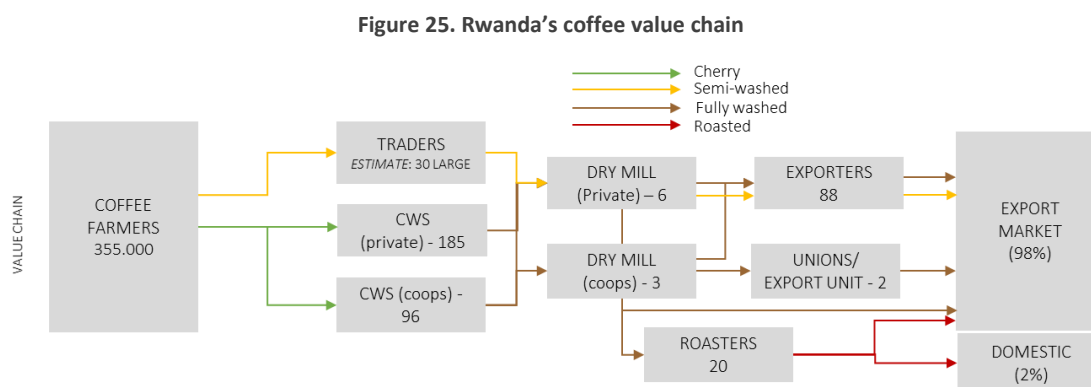 Figure 25. Rwanda’s coffee value chain
Cherry
Semi-washed
Fully washed
Roasted
VALUE CHAIN
COFFEE
FARMERS
355.000
TRADERS
ESTIMATE: 30 LARGE
CWS
(private) - 185
CWS (coops) -
96
DRY MILL
(Private) – 6
DRY MILL
(coops) - 3
EXPORTERS
88
UNIONS/
EXPORT UNIT - 2
ROASTERS
20
EXPORT
MARKET
(98%)
DOMESTIC
(2%)